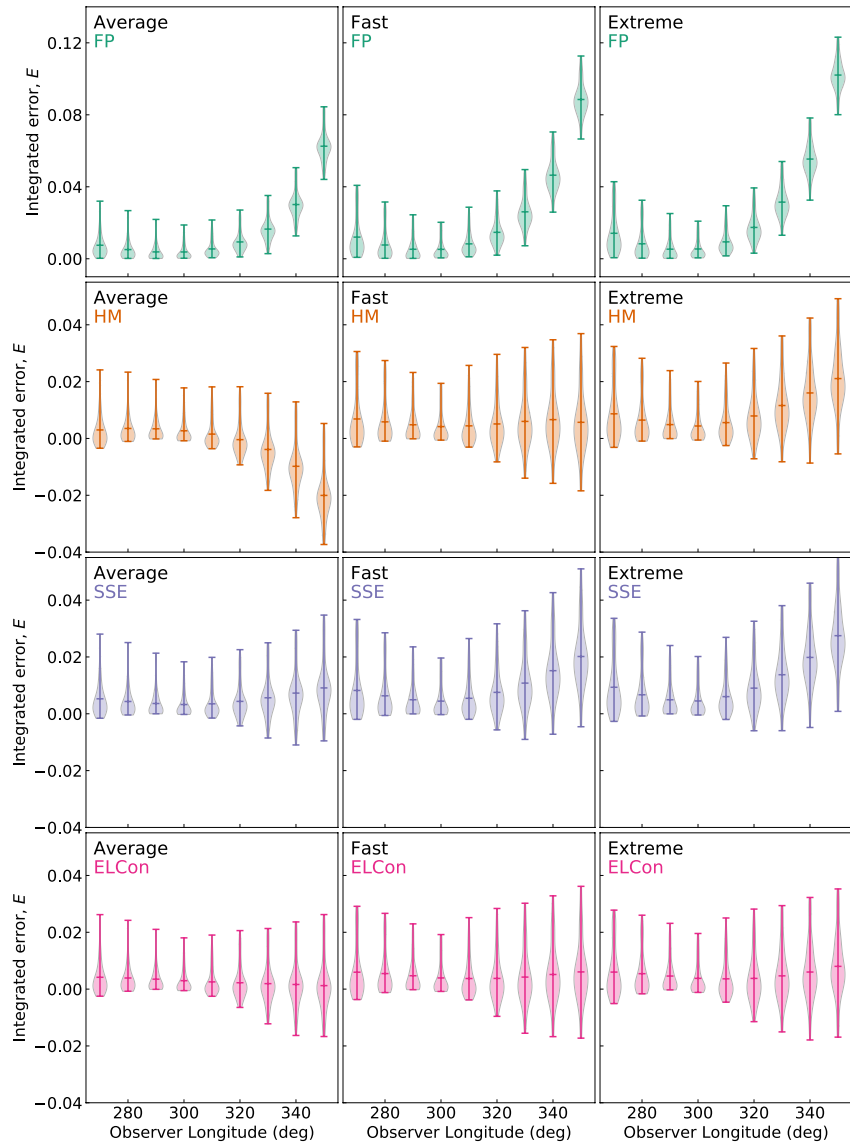 Average
FP
Fast
FP
Extreme
FP
0.12
0.08
0.04
0.00
Integrated error, E
Average
HM
Fast
HM
Extreme
HM
0.04
0.02
0.00
−0.02
−0.04
Integrated error, E
Average
SSE
Fast
SSE
Extreme
SSE
0.04
0.02
0.00
−0.02
−0.04
Integrated error, E
Average
ELCon
Fast
ELCon
Extreme
ELCon
0.04
0.02
0.00
−0.02
−0.04
Integrated error, E
280 300 320 340
280 300 320 340
280 300 320 340
Observer Longitude (deg)
Observer Longitude (deg)
Observer Longitude (deg)